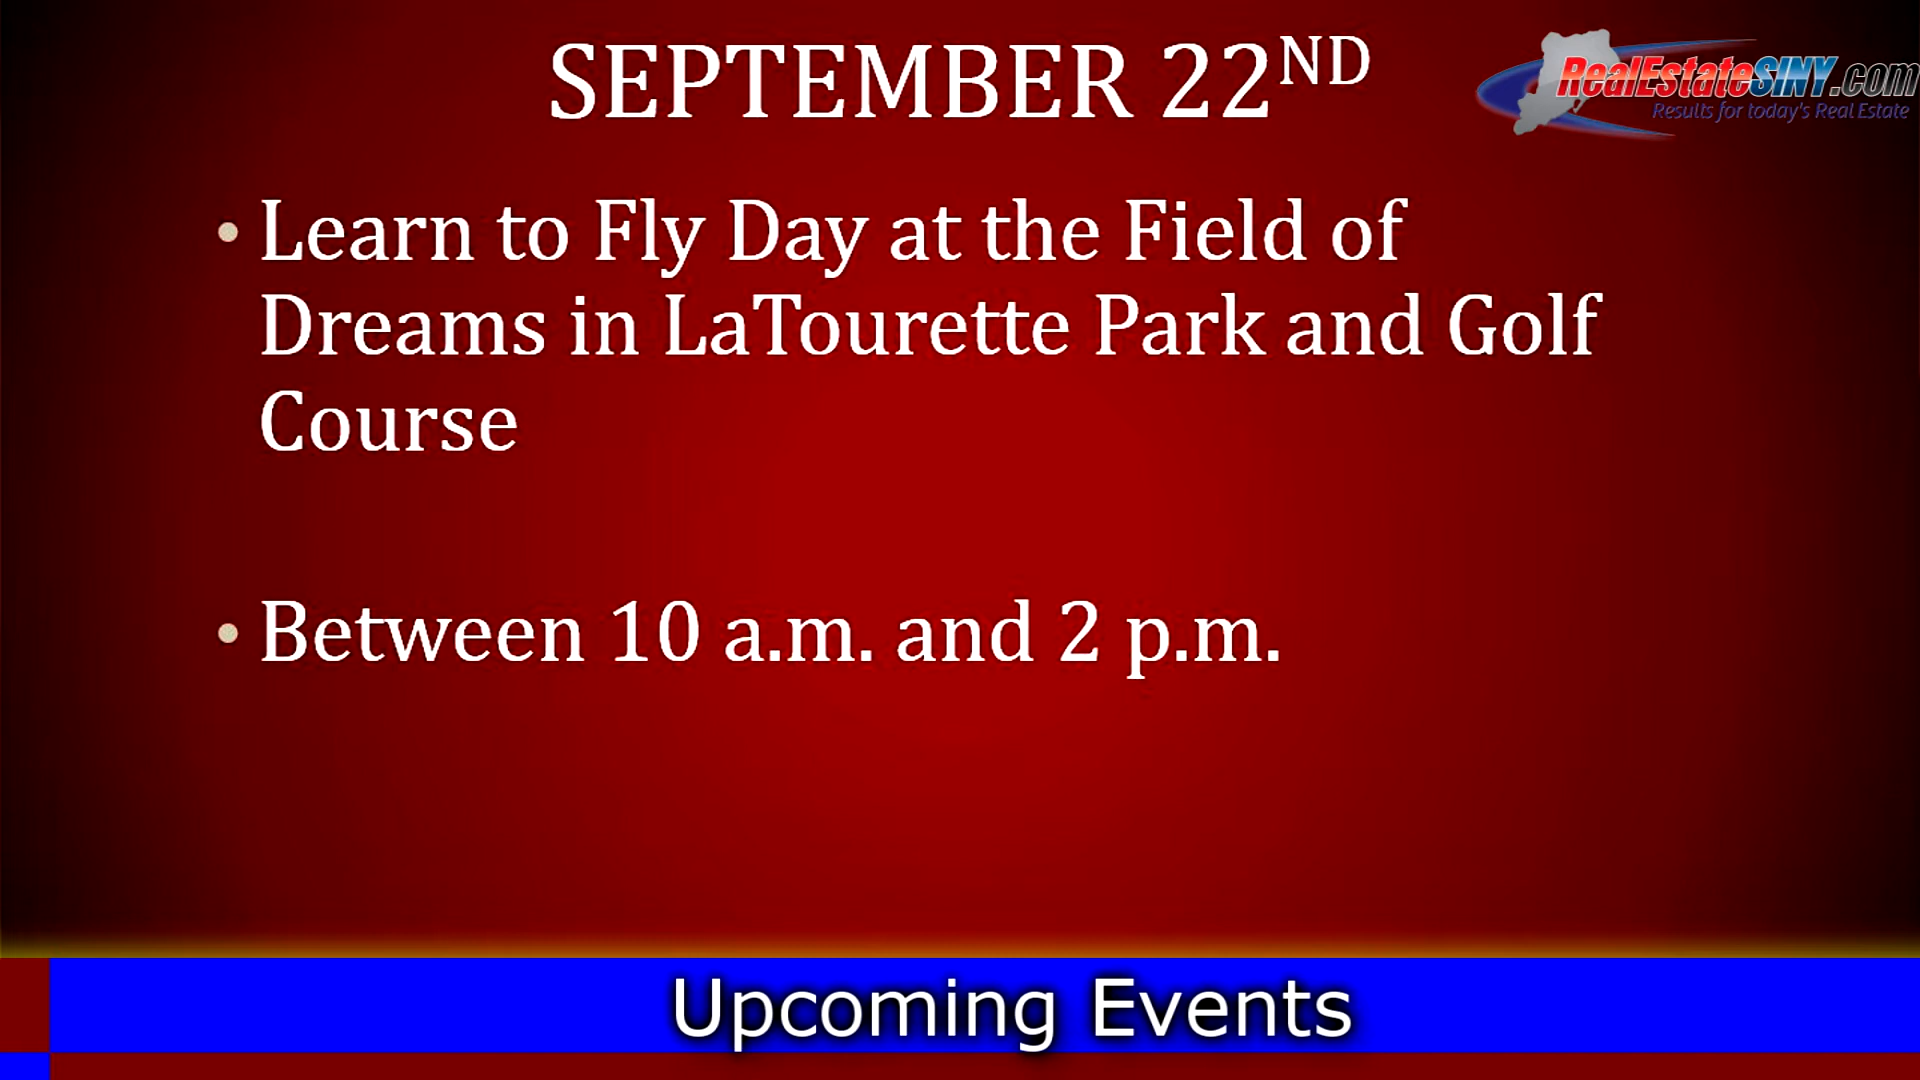 SEPTEMBER 22ND
RealEstateSINY.com
Results for today's Real Estate
• Learn to Fly Day at the Field of
Dreams in LaTourette Park and Golf
Course
• Between 10 a.m. and 2 p.m.
Upcoming Events